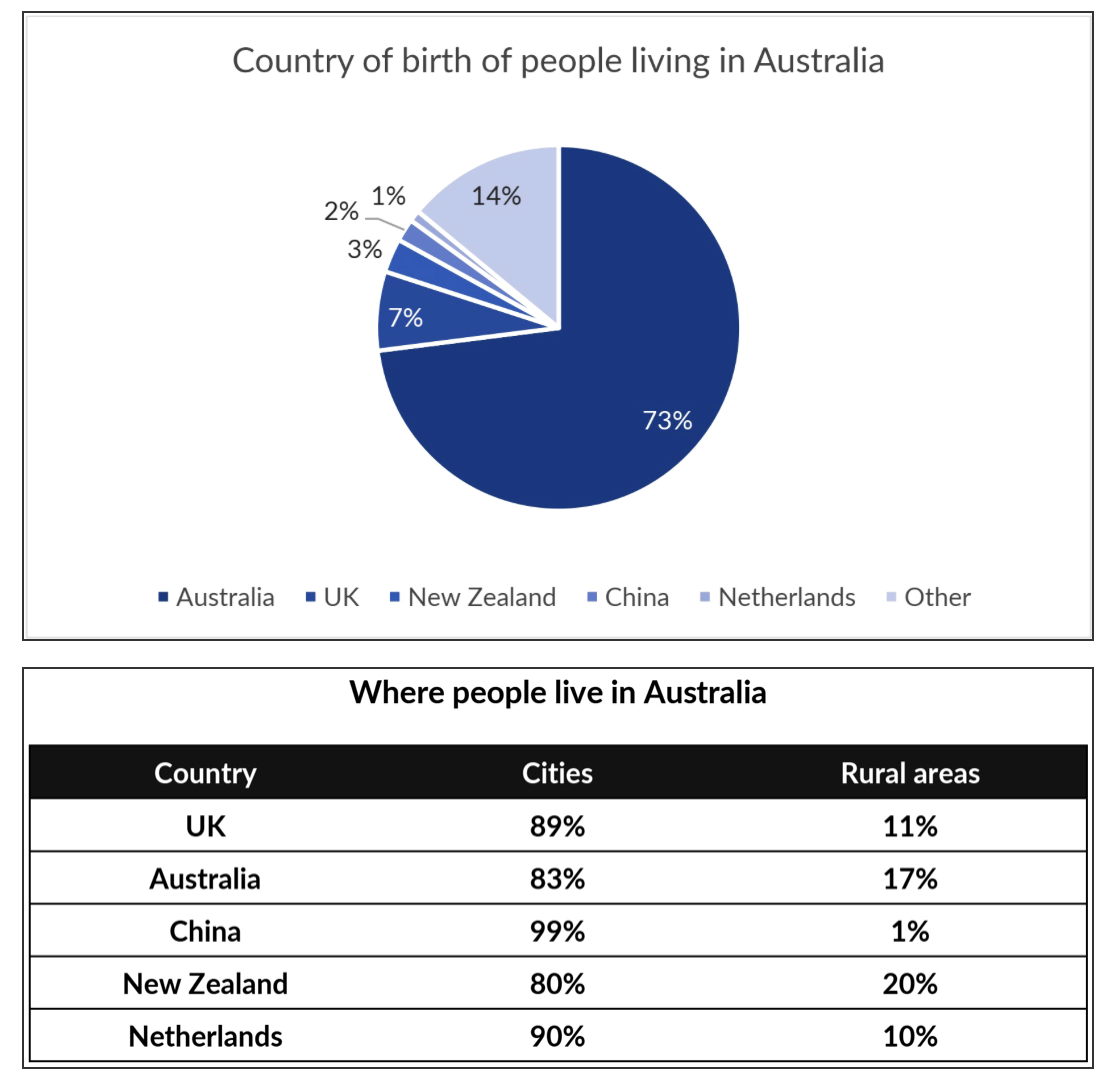 Country of birth of people living in Australia
1% 14%
2%
3%
7%
73%
Australia UK New Zealand China Netherlands Other
Where people live in Australia
Country Cities Rural areas
UK 89% 11%
Australia 83% 17%
China 99% 1%
New Zealand 80% 20%
Netherlands 90% 10%